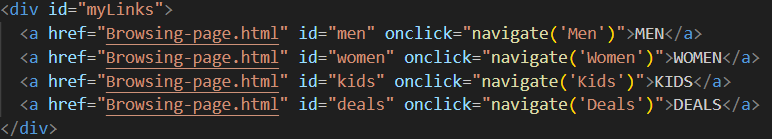 <div id="myLinks">
<a href="Browsing-page.html" id="men" onclick="navigate('Men')">MEN</a>
<a href="Browsing-page.html" id="women" onclick="navigate('Women')">WOMEN</a>
<a href="Browsing-page.html" id="kids" onclick="navigate('Kids')">KIDS</a>
<a href="Browsing-page.html" id="deals" onclick="navigate('Deals')">DEALS</a>
</div>